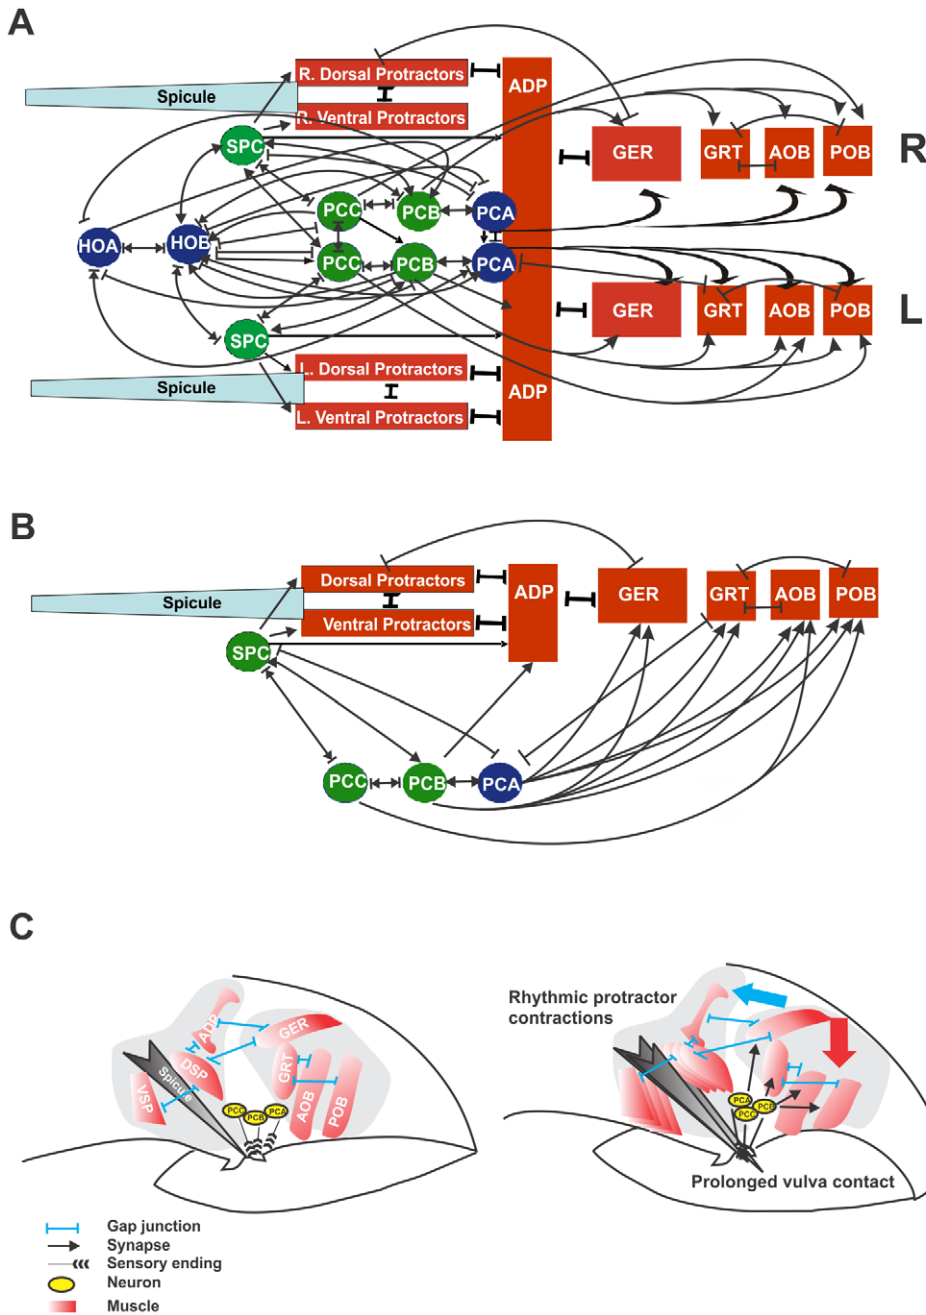 A
R. Dorsal Protractors
ADP
Spicule
R. Ventral Protractors
SPC
GER
GRT
AOB
POB
R
PCC
PCB
PCA
HOA
HOB
PCC
PCB
PCA
GER
GRT
AOB
POB
L
SPC
L. Dorsal Protractors
Spicule
ADP
L. Ventral Protractors
B
Dorsal Protractors
ADP
GER
GRT
AOB
POB
Spicule
Ventral Protractors
SPC
PCC
PCB
PCA
C
ADP
GER
DSP
Spicule
VSP
GRT
AOB
POB
PCC
PCB
PCA
Rhythmic protractor
contractions
PCA
PCB
PCC
Prolonged vulva contact
Gap junction
Synapse
Sensory ending
Neuron
Muscle